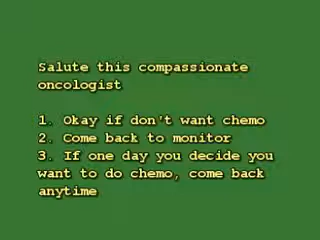 Salute this compassionate
oncologist
1. Okay if don't want chemo
2. Come back to monitor
3. If one day you decide you
want to do chemo, come back
anytime